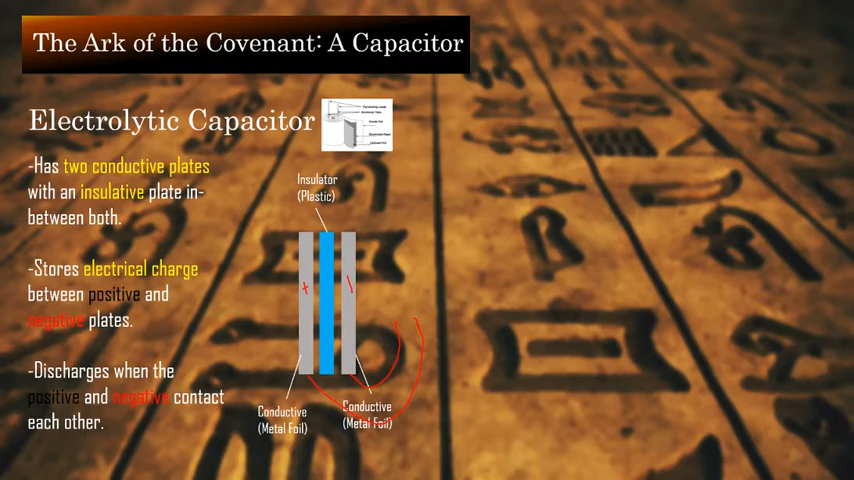 The Ark of the Covenant: A Capacitor
Electrolytic Capacitor
-Has two conductive plates
with an insulative plate in-
between both.
-Stores electrical charge
between positive and
negative plates.
-Discharges when the
positive and negative contact
each other.
Insulator
(Plastic)
+
Conductive
(Metal Foil)
Conductive
(Metal Foil)